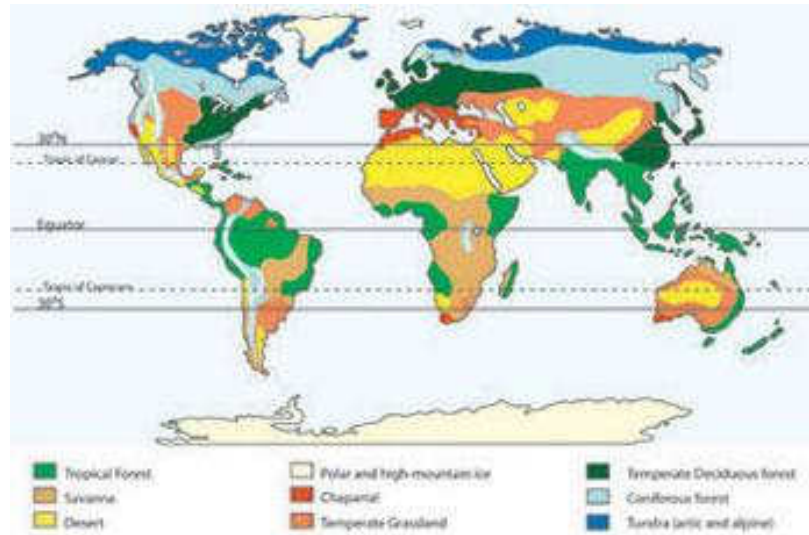 30°N
Tropic of Cancer
Equator
Tropic of Capricorn
30°S
Tropical Forest
Savanna
Desert
Polar and high-mountain ice
Chaparral
Temperate Grassland
Temperate Deciduous forest
Coniferous forest
Tundra (artic and alpine)